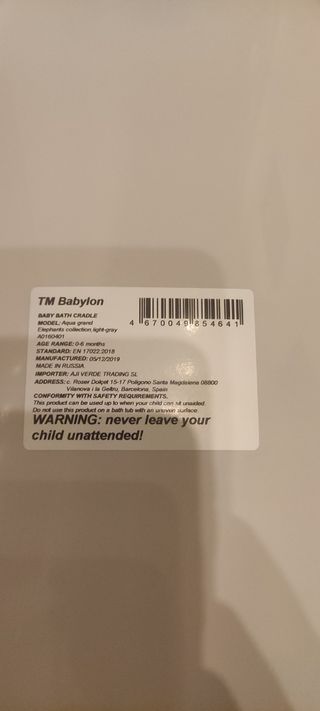 TM Babylon
BABY BATH CRADLE
MODEL: Aqua grand
Elephants collection,light-gray
A0160401
AGE RANGE: 0-6 months
STANDARD: EN 17022:2018
MANUFACTURED: 05/12/2019
MADE IN RUSSIA
IMPORTER: AJI VERDE TRADING SL
ADDRESS: c. Roser Dolçet 15-17 Poligono Santa Magdalena 08800
Vilanova i la Geltru, Barcelona, Spain
CONFORMITY WITH SAFETY REQUIREMENTS.
This product can be used up to when your child can sit unaided.
Do not use this product on a bath tub with an uneven surface.
WARNING: never leave your
child unattended!
4 670049 854641